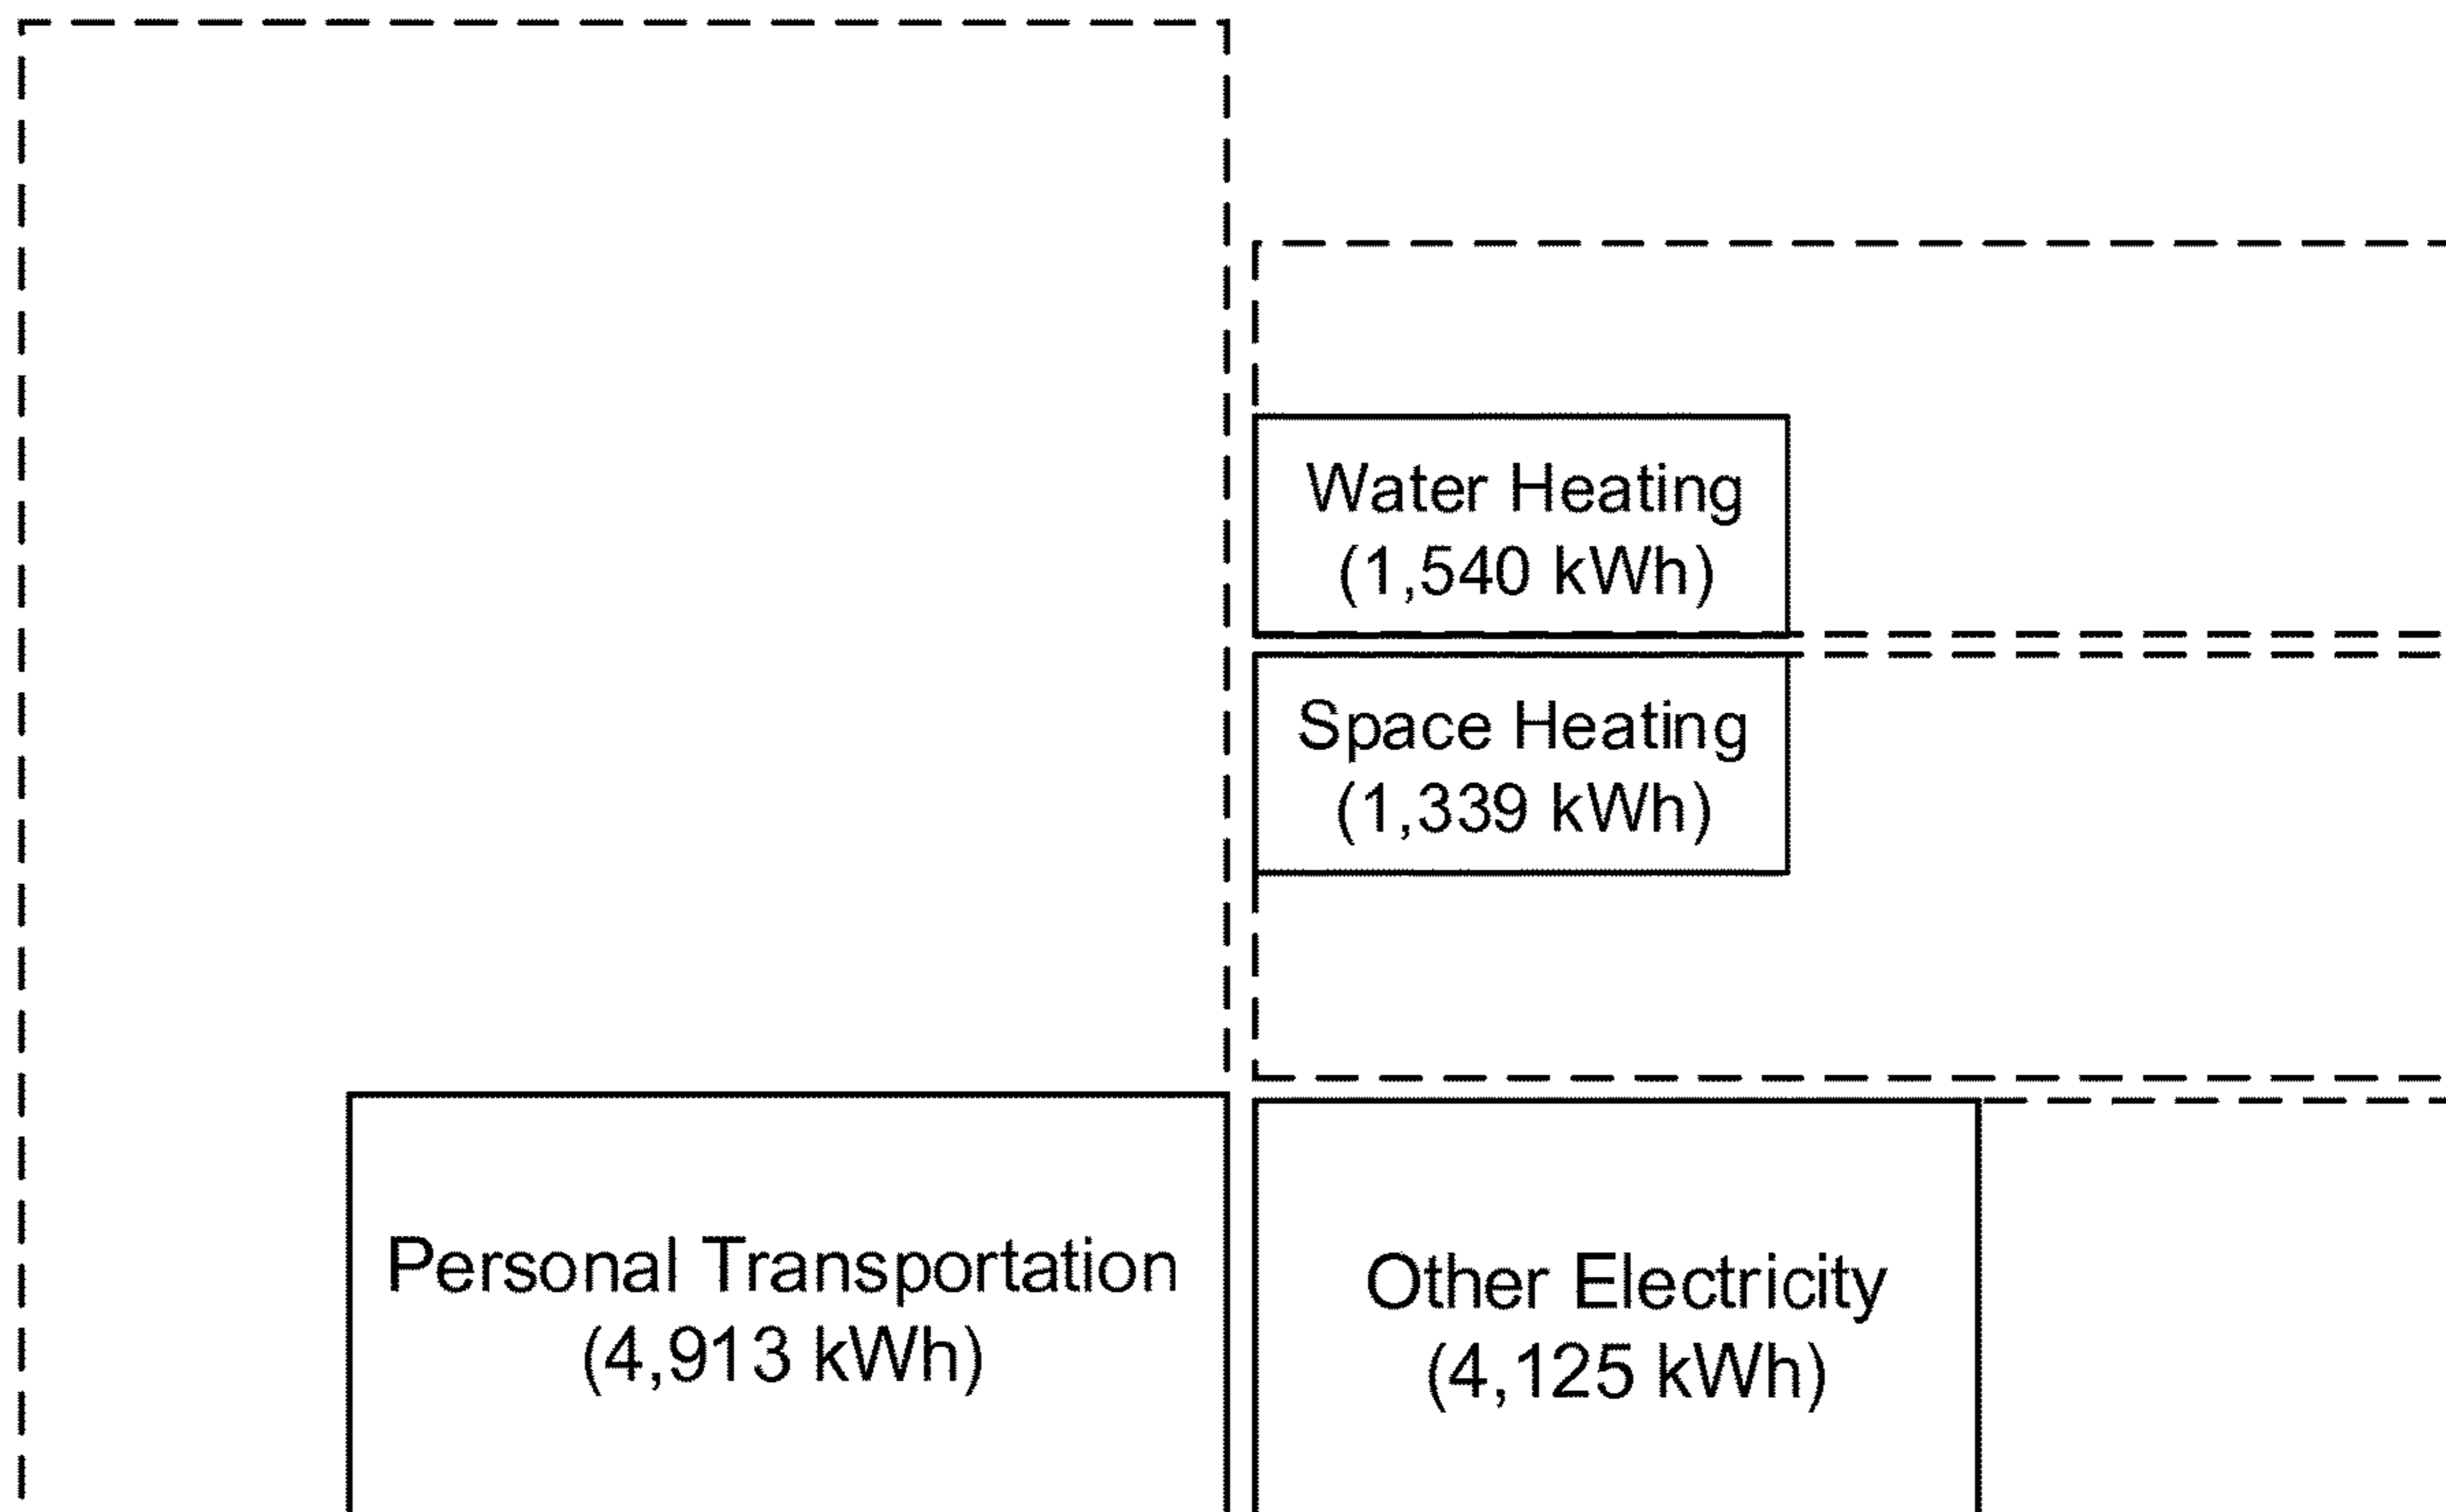 Water Heating
(1,540 kWh)
Space Heating
(1,339 kWh)
Personal Transportation
(4,913 kWh)
Other Electricity
(4,125 kWh)